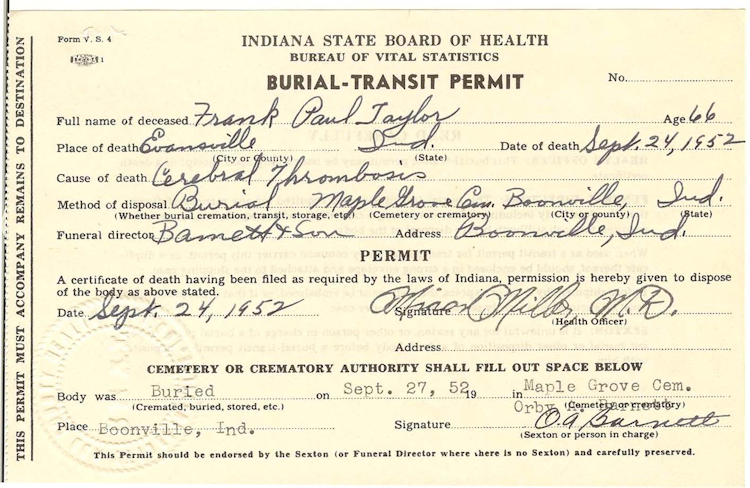 THIS PERMIT MUST ACCOMPANY REMAINS TO DESTINATION
Form V. S. 4
INDIANA STATE BOARD OF HEALTH
BUREAU OF VITAL STATISTICS
BURIAL-TRANSIT PERMIT
No.
Full name of deceased Frank Paul Taylor Age 66
Place of death Evansville Ind. Date of death Sept. 24, 1952
(City or County) (State)
Cause of death Cerebral Thrombosis
Method of disposal Burial Maple Grove Cem. Boonville, Ind.
(Whether burial cremation, transit, storage, etc) (Cemetery or crematory) (City or county) (State)
Funeral director Barnett & Son Address Boonville, Ind.
PERMIT
A certificate of death having been filed as required by the laws of Indiana, permission is hereby given to dispose
of the body as above stated.
Date Sept. 24, 1952 Signature Minor Miller M.D.
(Health Officer)
Address
CEMETERY OR CREMATORY AUTHORITY SHALL FILL OUT SPACE BELOW
Body was Buried on Sept. 27, 52 19 in Maple Grove Cem.
(Cremated, buried, stored, etc.) (Cemetery or crematory)
Orby A. Barnett
Place Boonville, Ind. Signature O A Barnett
(Sexton or person in charge)
This Permit should be endorsed by the Sexton (or Funeral Director where there is no Sexton) and carefully preserved.